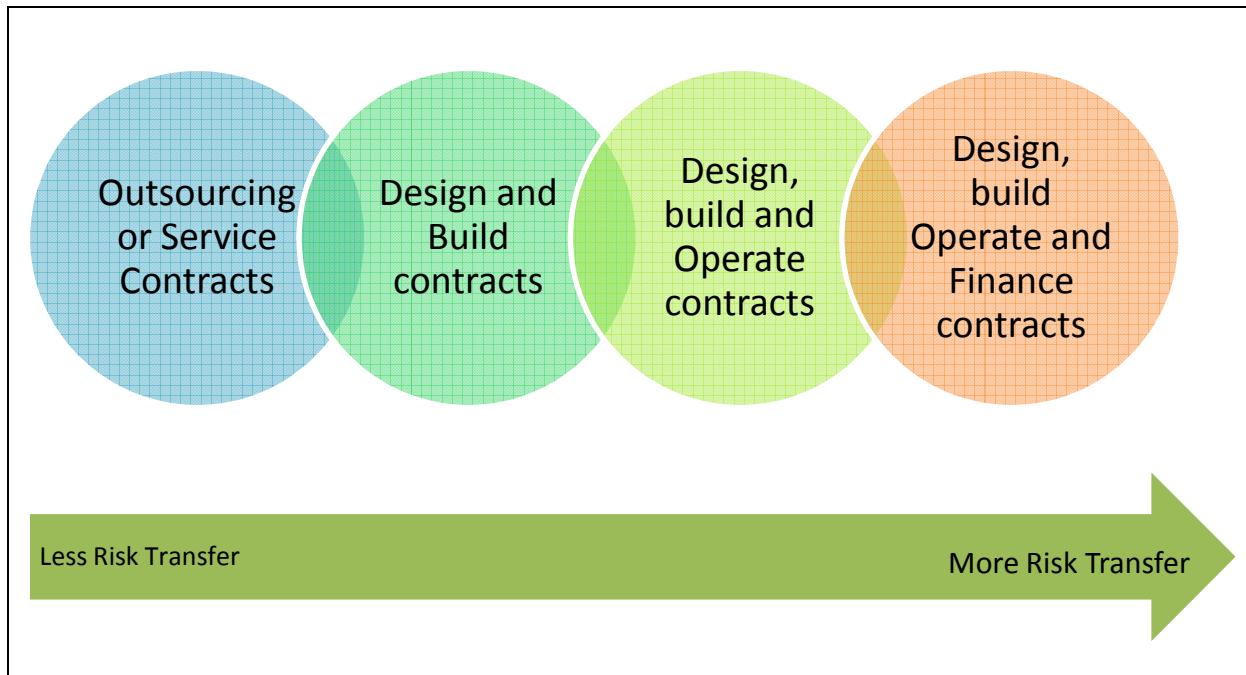 Outsourcing
or Service
Contracts
Design and
Build
contracts
Design,
build and
Operate
contracts
Design,
build
Operate and
Finance
contracts
Less Risk Transfer
More Risk Transfer